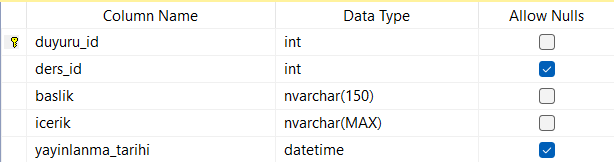 Column Name Data Type Allow Nulls
duyuru_id int
ders_id int
baslik nvarchar(150)
icerik nvarchar(MAX)
yayinlanma_tarihi datetime